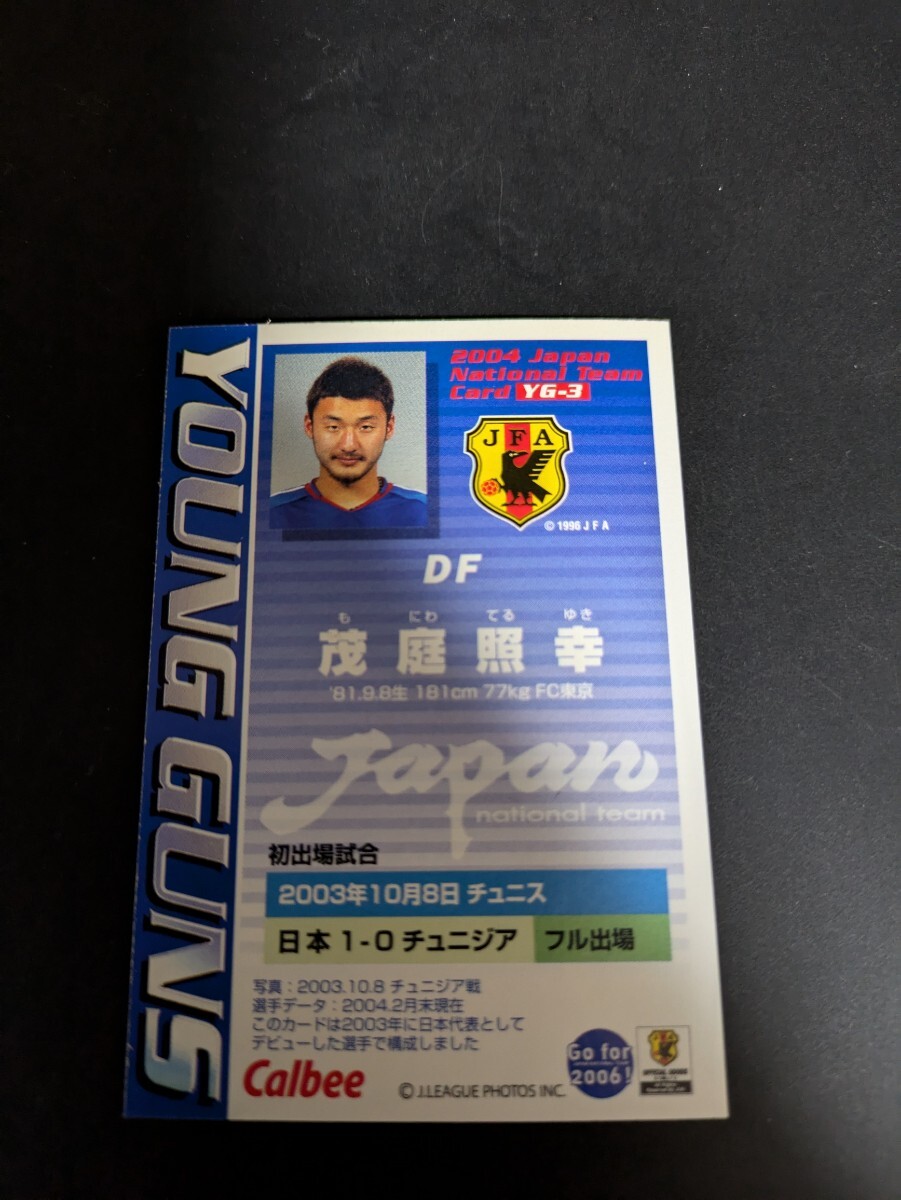 YOUNG GUNS
2004 Japan
National Team
Card YG-3
JFA
© 1996 J F A
DF
も にわ てる ゆき
茂庭照幸
'81.9.8生 181cm 77kg FC東京
Japan
national team
初出場試合
2003年10月8日 チュニス
日本 1-0 チュニジア フル出場
写真：2003.10.8 チュニジア戦
選手データ：2004.2月末現在
このカードは2003年に日本代表として
デビューした選手で構成しました
Calbee
© J.LEAGUE PHOTOS INC.
Go for
2006!